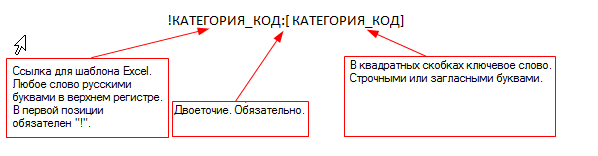 !КАТЕГОРИЯ_КОД:[ КАТЕГОРИЯ_КОД]
Ссылка для шаблона Excel.
Любое слово русскими
буквами в верхнем регистре.
В первой позиции
обязателен "!".
Двоеточие. Обязательно.
В квадратных скобках ключевое слово.
Строчными или загласными буквами.